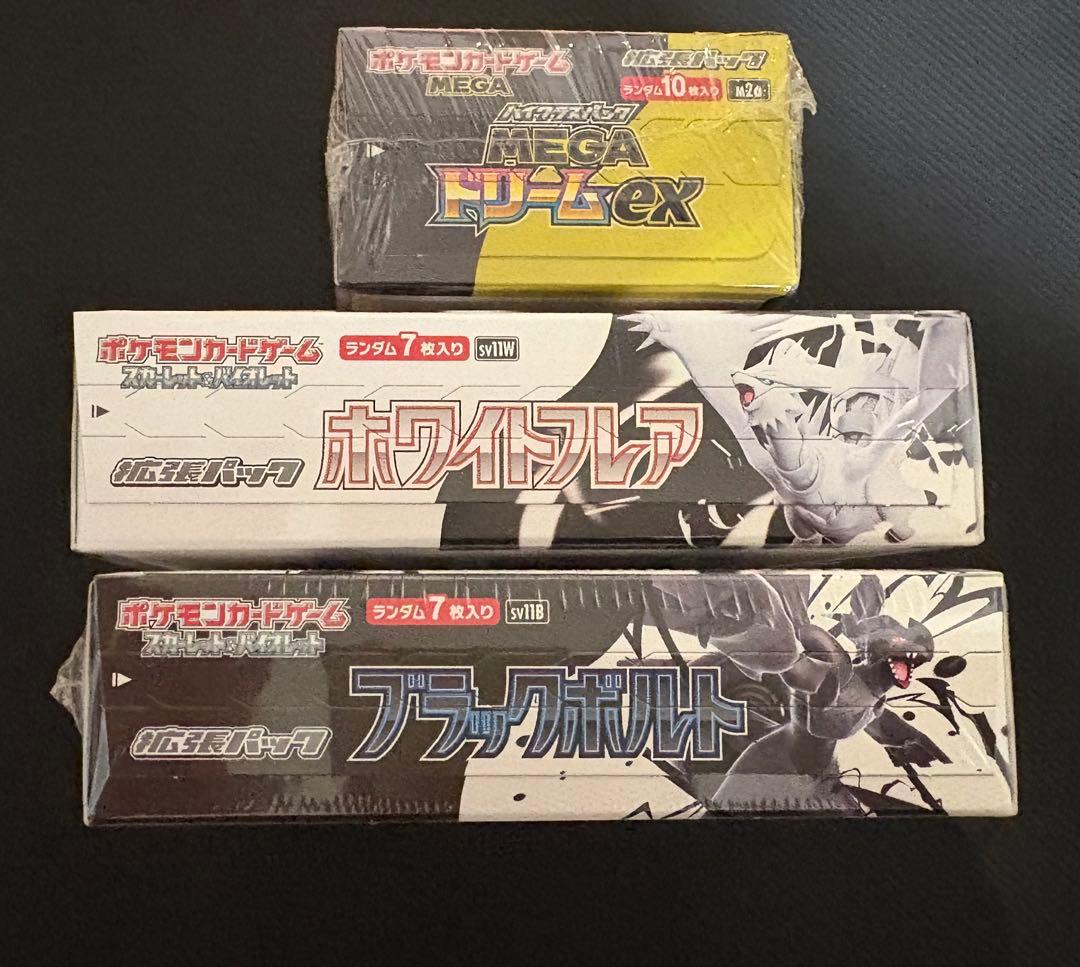 ポケモンカードゲーム
MEGA
拡張パック
ランダム10枚入り M2a
ハイクラスパック
MEGA
ドリームex
ポケモンカードゲーム
スカーレット&バイオレット
ランダム7枚入り sv11W
拡張パック
ホワイトフレア
ポケモンカードゲーム
スカーレット&バイオレット
ランダム7枚入り sv11B
拡張パック
ブラックボルト